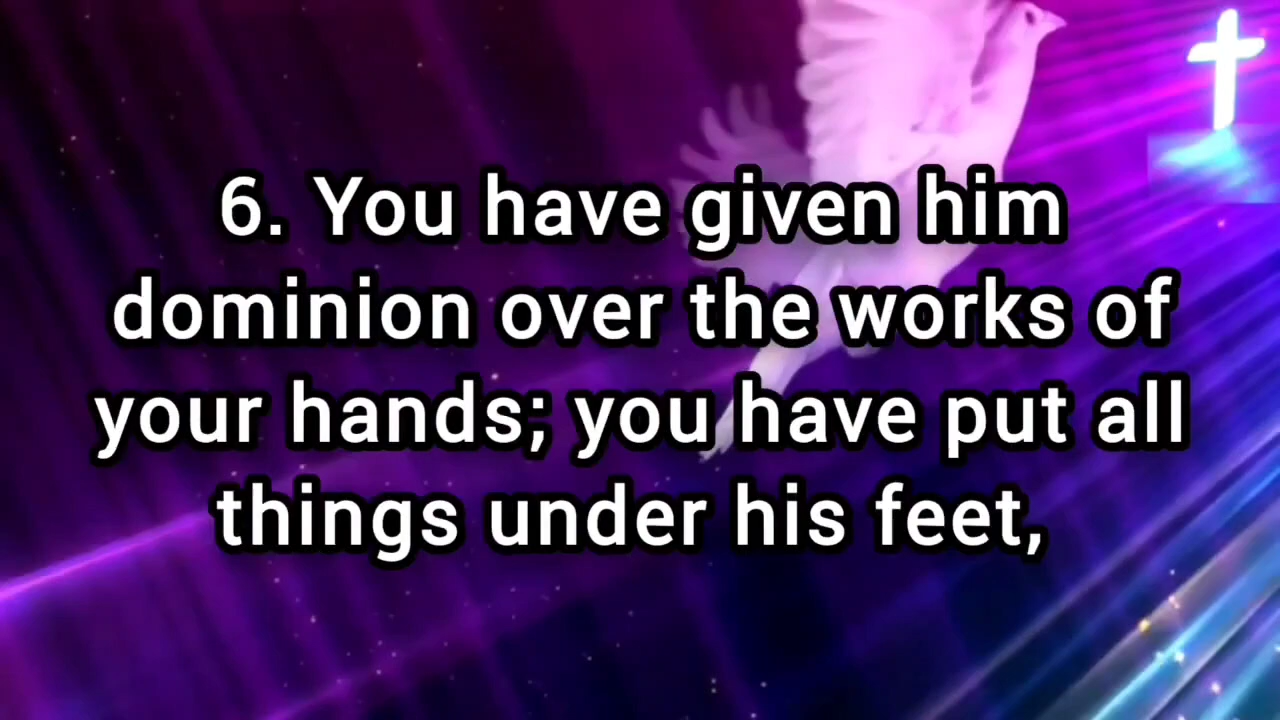 6. You have given him
dominion over the works of
your hands; you have put all
things under his feet,